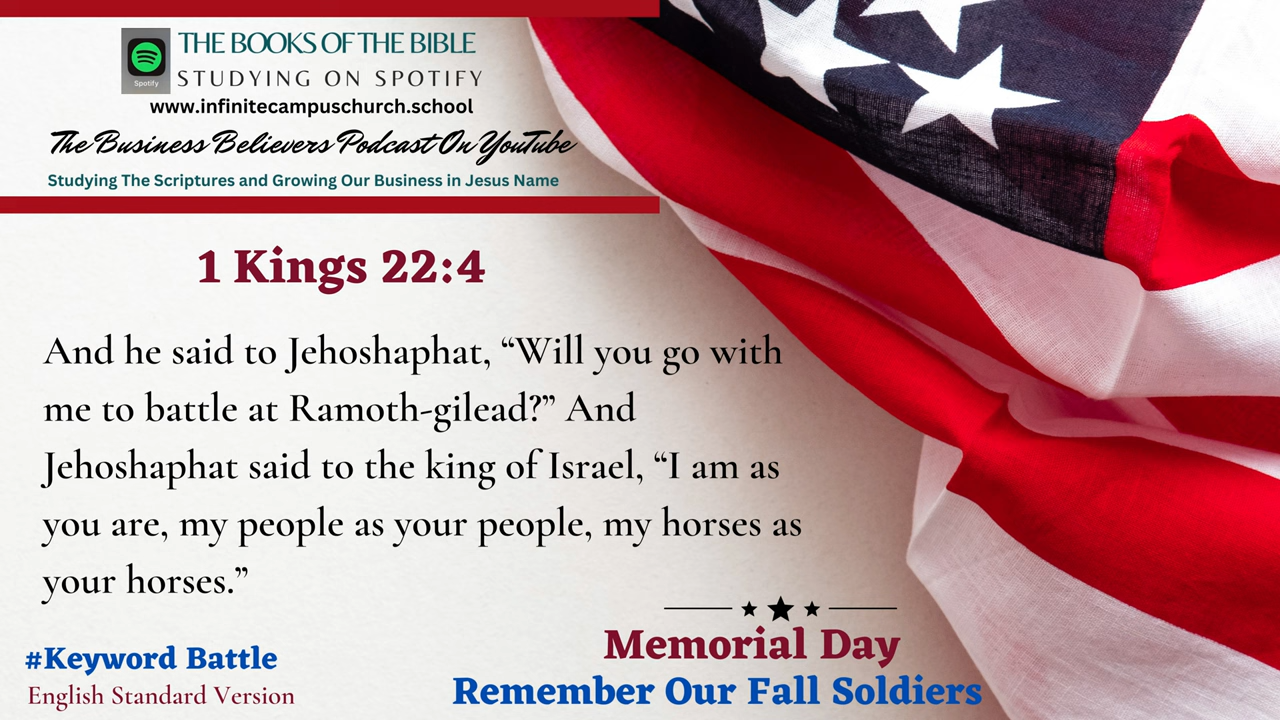 THE BOOKS OF THE BIBLE
Spotify
STUDYING ON SPOTIFY
www.infinitecampuschurch.school
The Business Believers Podcast On YouTube
Studying The Scriptures and Growing Our Business in Jesus Name
1 Kings 22:4
And he said to Jehoshaphat, “Will you go with
me to battle at Ramoth-gilead?” And
Jehoshaphat said to the king of Israel, “I am as
you are, my people as your people, my horses as
your horses.”
#Keyword Battle
English Standard Version
Memorial Day
Remember Our Fall Soldiers